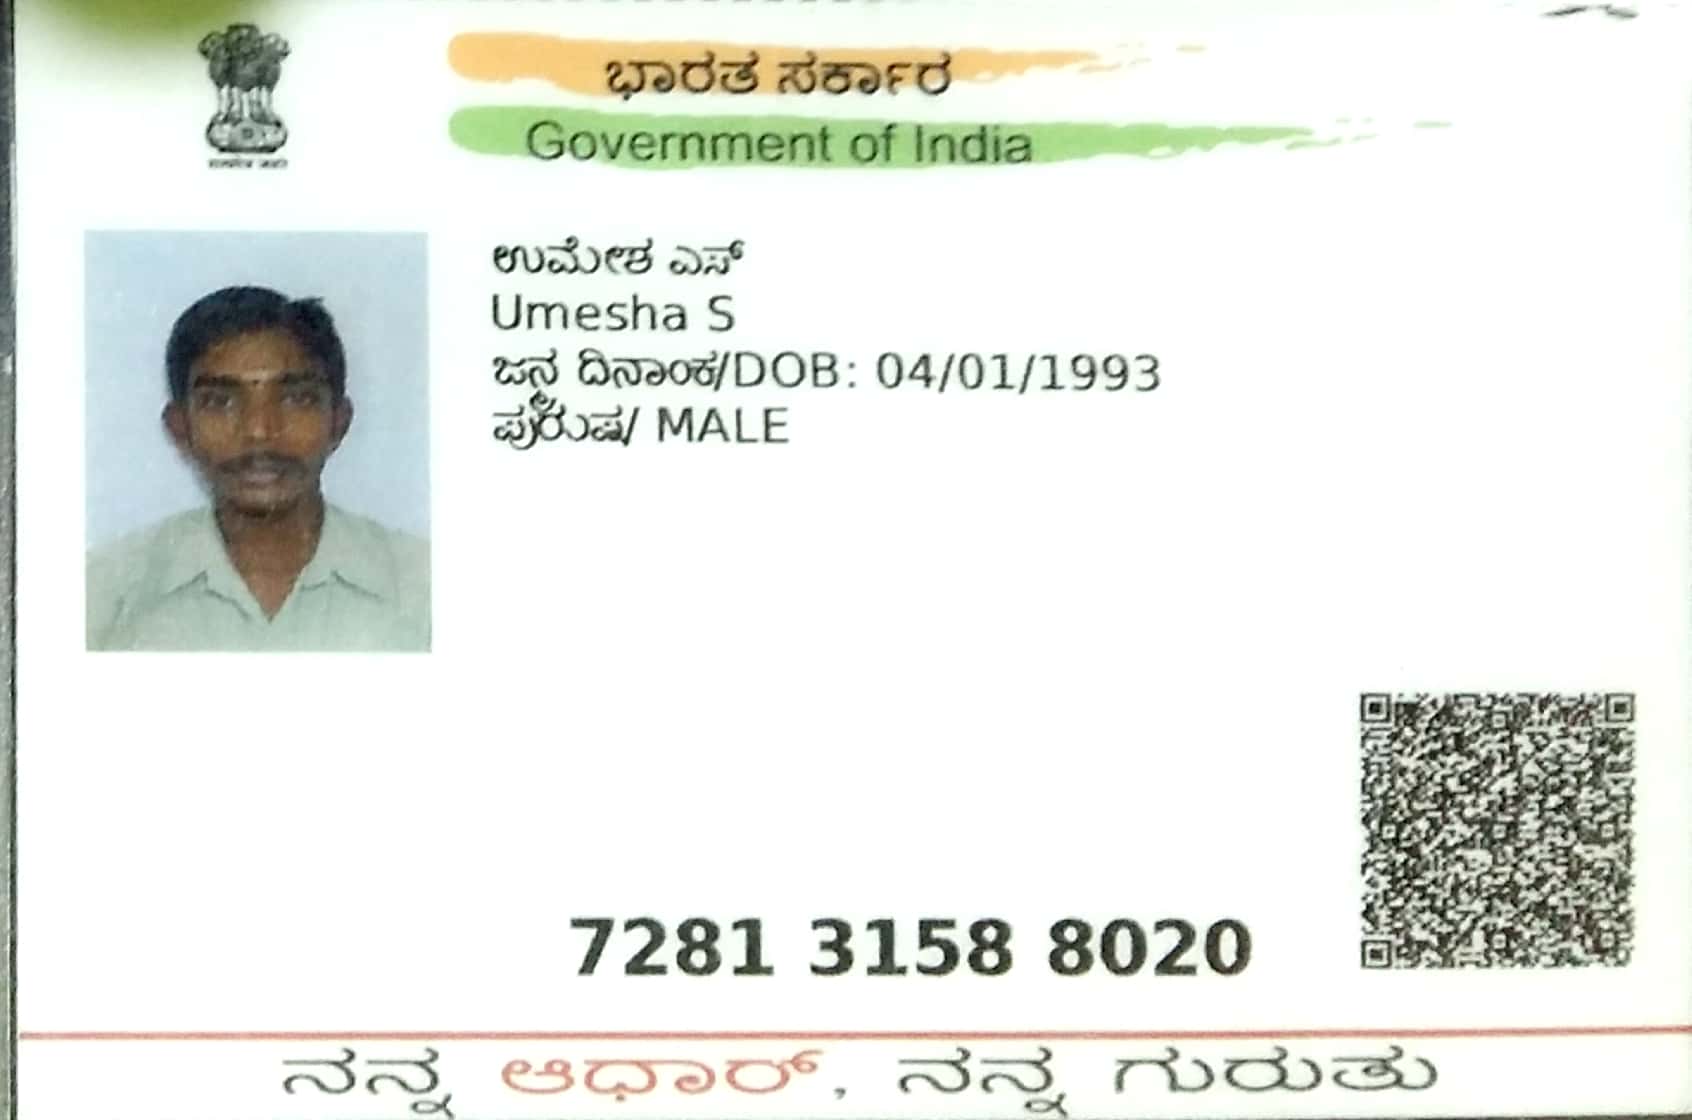 ಭಾರತ ಸರ್ಕಾರ
Government of India
ಉಮೇಶ ಎಸ್
Umesha S
ಜನ್ಮ ದಿನಾಂಕ/DOB: 04/01/1993
ಪುರುಷ/ MALE
7281 3158 8020
ನನ್ನ ಆಧಾರ್, ನನ್ನ ಗುರುತು